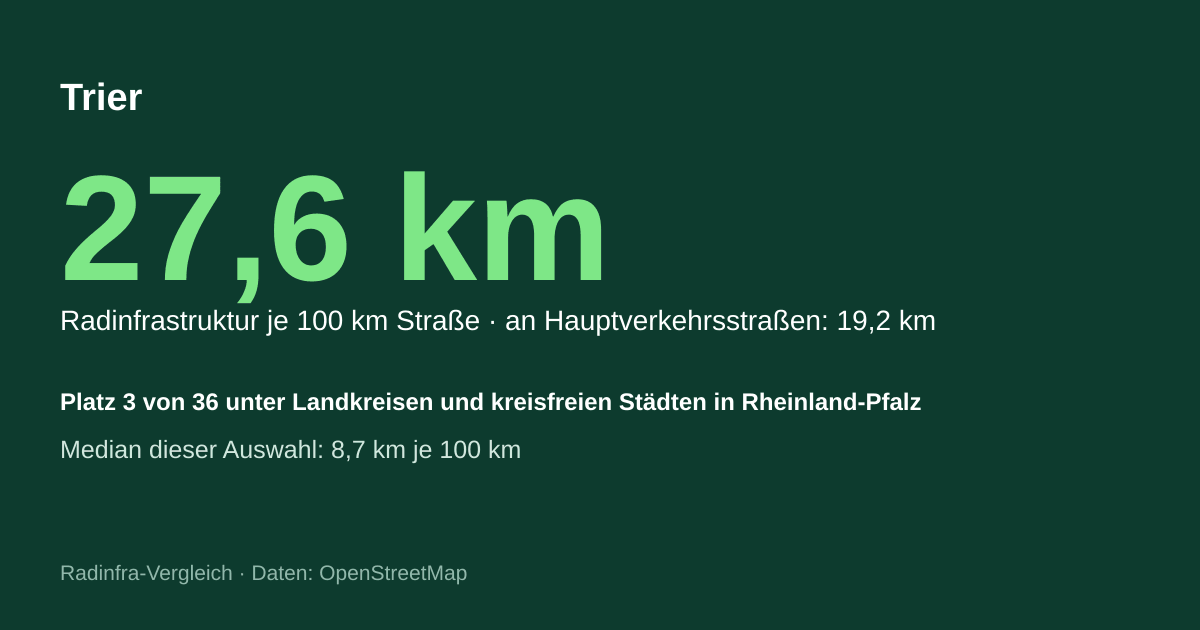 Trier
27,6 km
Radinfrastruktur je 100 km Straße · an Hauptverkehrsstraßen: 19,2 km
Platz 3 von 36 unter Landkreisen und kreisfreien Städten in Rheinland-Pfalz
Median dieser Auswahl: 8,7 km je 100 km
Radinfra-Vergleich · Daten: OpenStreetMap